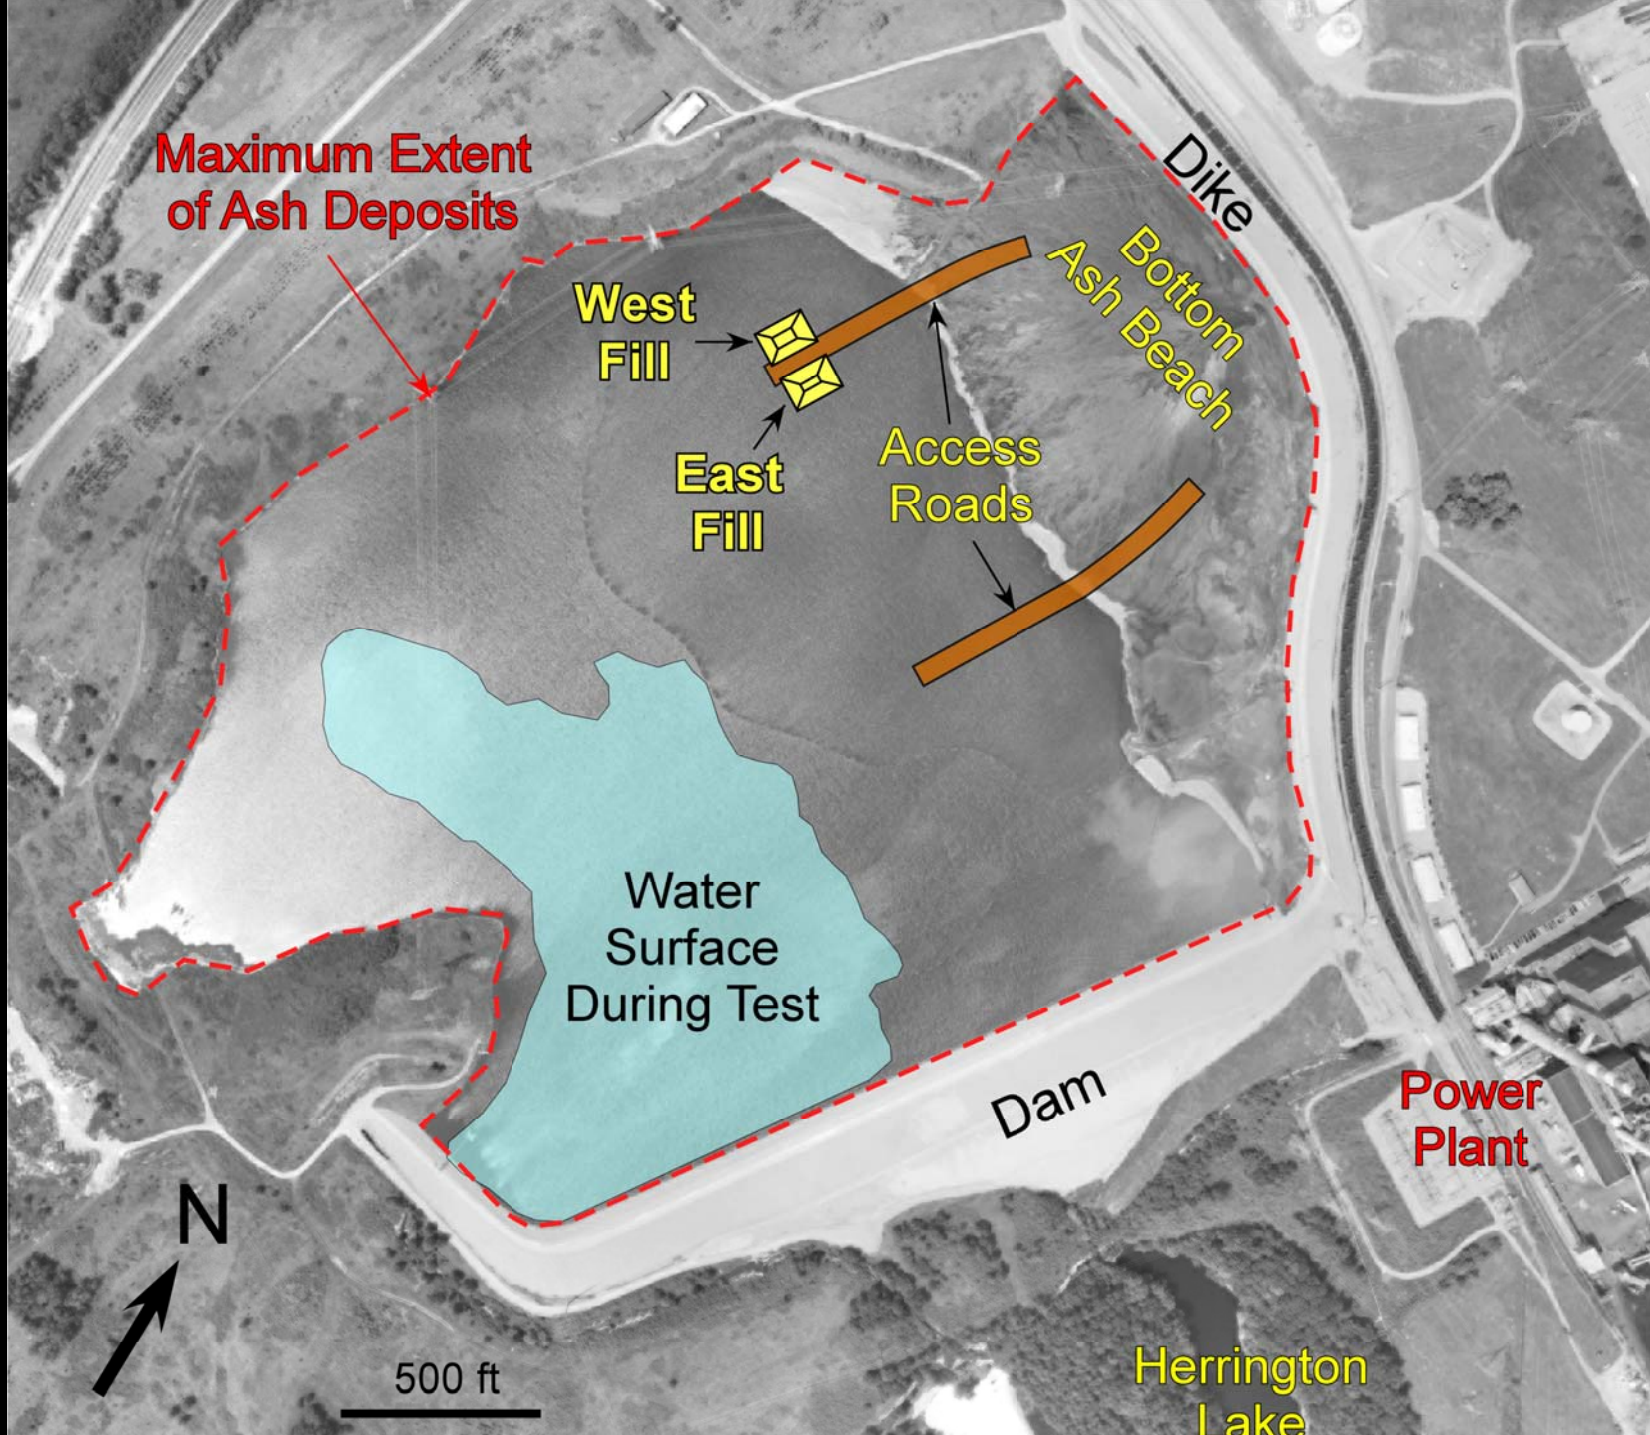 Maximum Extent
of Ash Deposits
Dike
Bottom
Ash Beach
West
Fill
East
Fill
Access
Roads
Water
Surface
During Test
Dam
Power
Plant
N
500 ft
Herrington
Lake